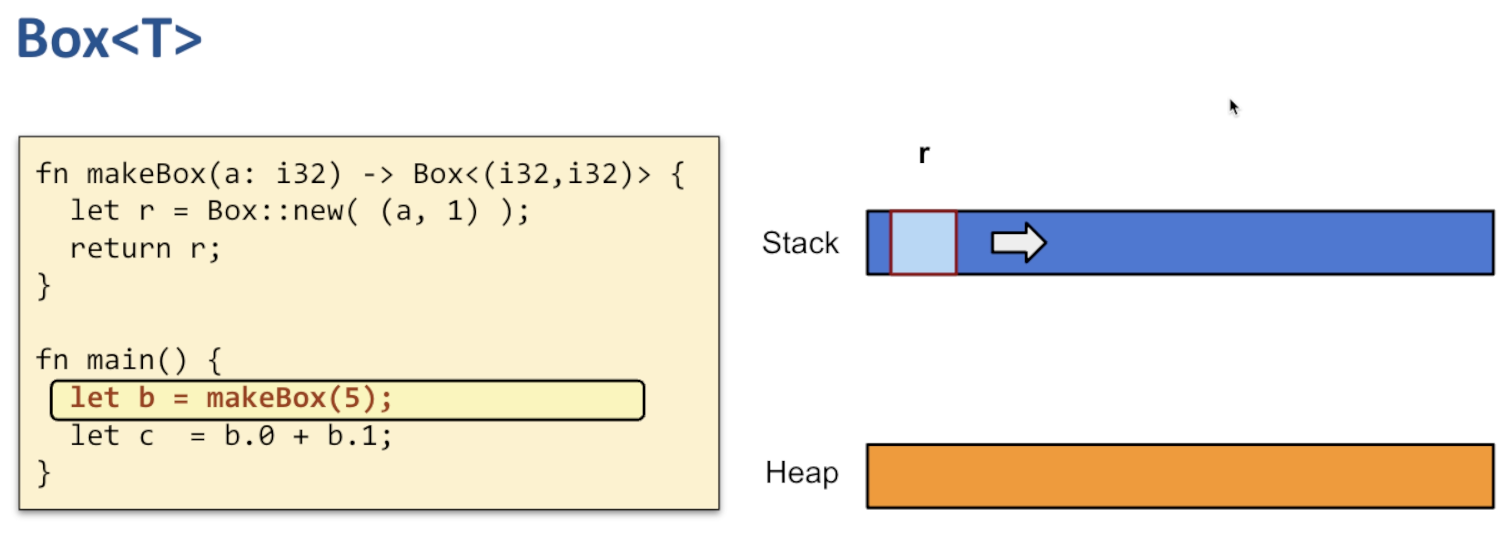 Box<T>
fn makeBox(a: i32) -> Box<(i32,i32)> {
  let r = Box::new( (a, 1) );
  return r;
}
fn main() {
  let b = makeBox(5);
  let c  = b.0 + b.1;
}
r
Stack
Heap